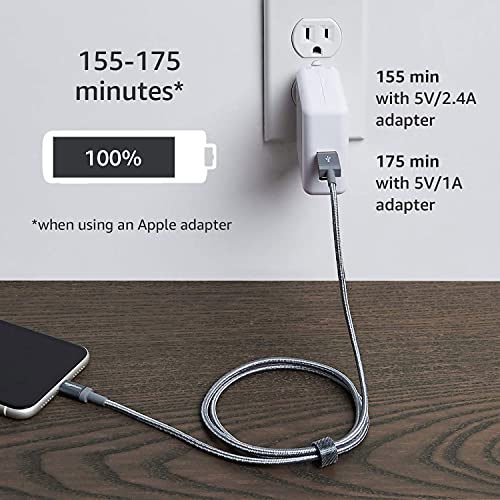 155-175
minutes*
100%
*when using an Apple adapter
155 min
with 5V/2.4A
adapter
175 min
with 5V/1A
adapter